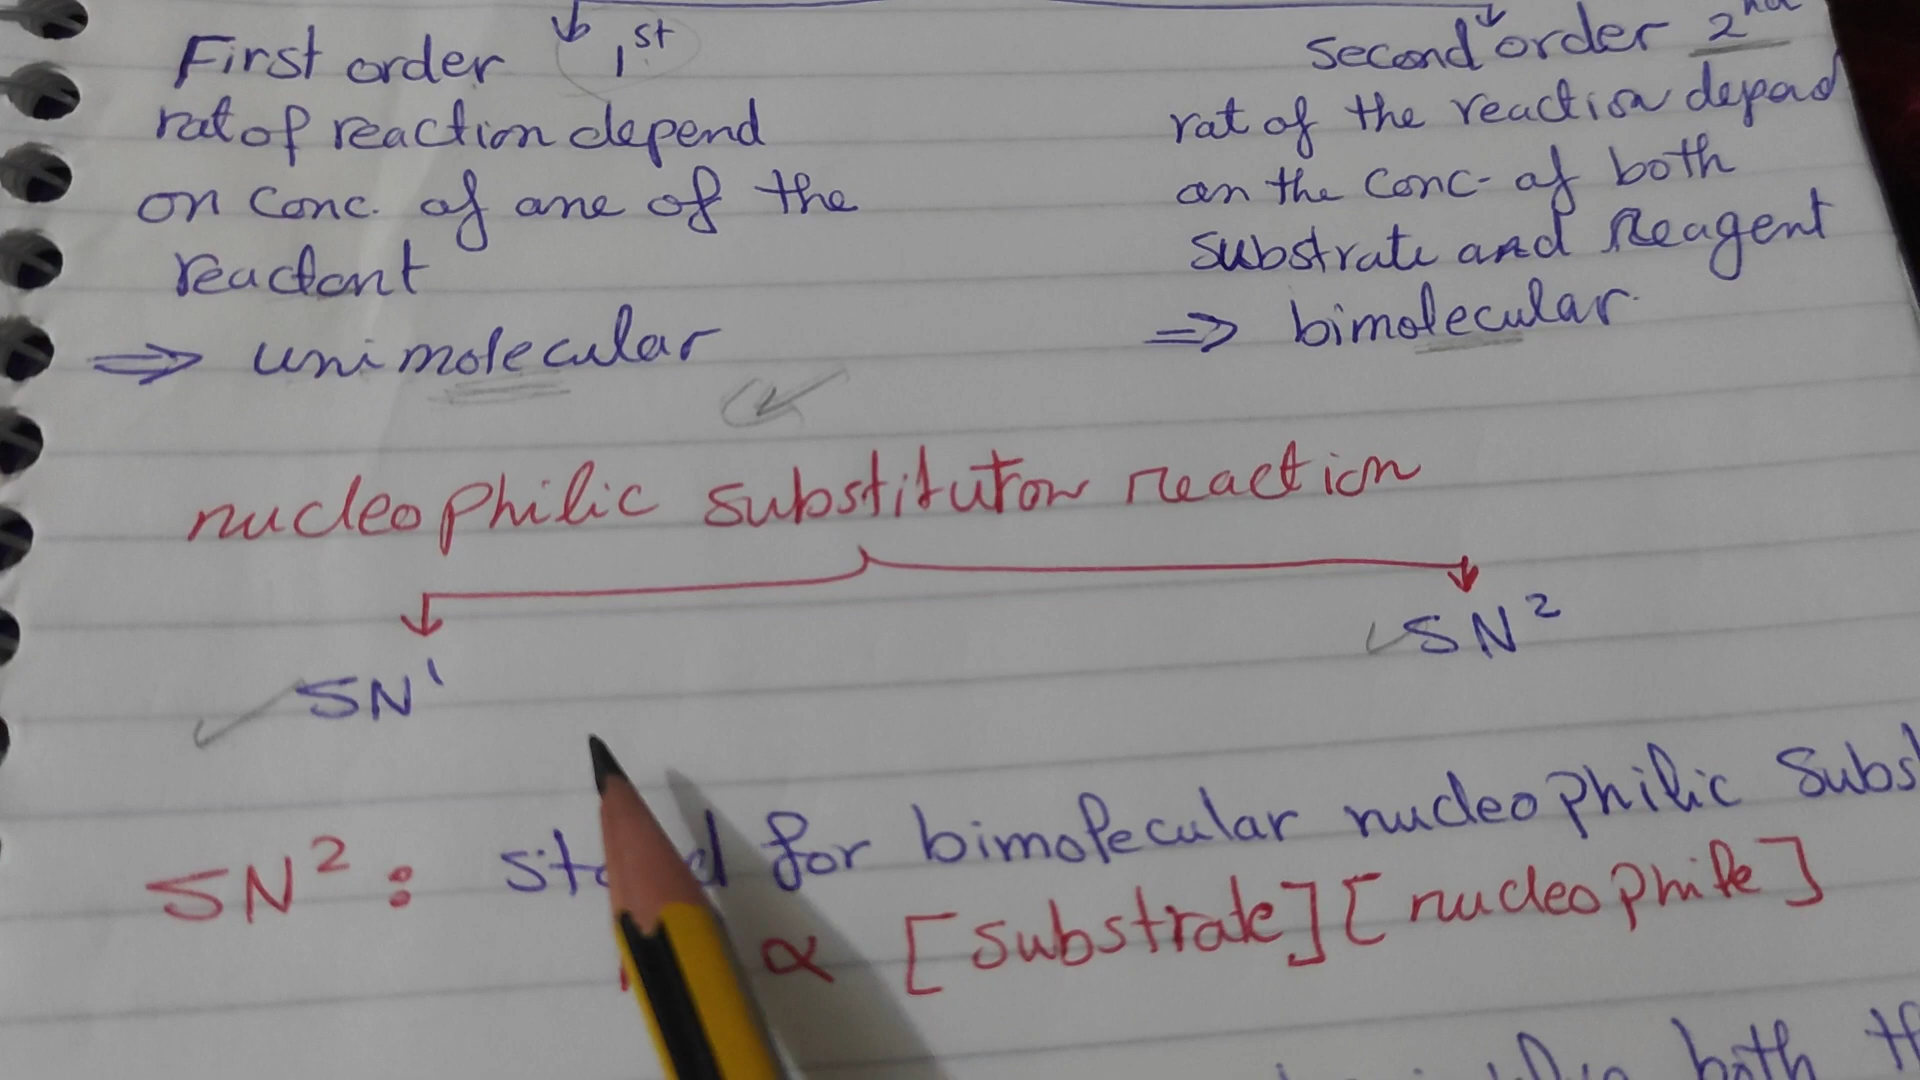 First order 1st
rat of reaction depend
on conc. of one of the
reactant
⇒ unimolecular
second order 2nd
rat of the reaction depend
on the conc- of both
substrate and Reagent
⇒ bimolecular.
nucleophilic substitution reaction
SN1
SN2
SN2: for bimolecular nucleophilic Subs
∝ [substrate][nucleophile]
both